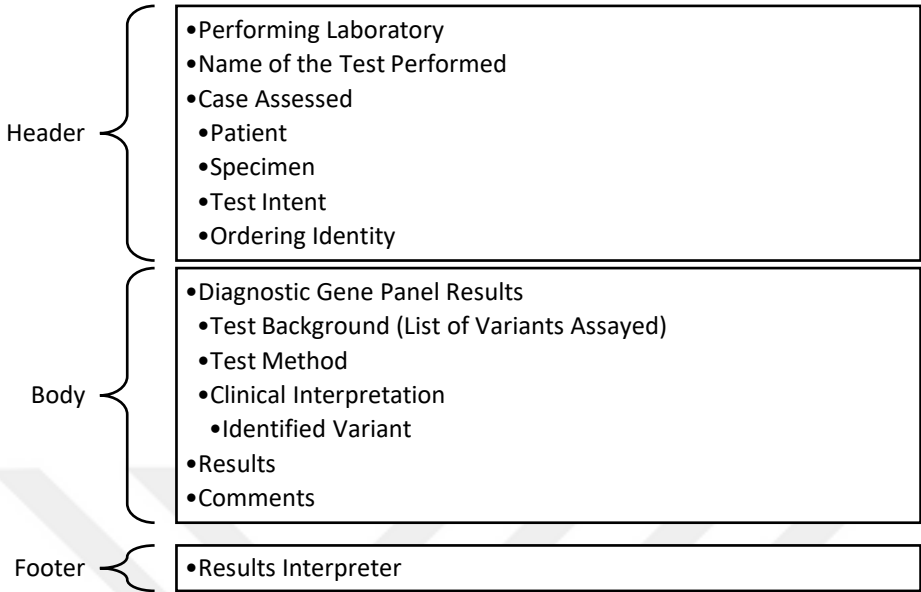 Header
•Performing Laboratory
•Name of the Test Performed
•Case Assessed
•Patient
•Specimen
•Test Intent
•Ordering Identity
Body
•Diagnostic Gene Panel Results
•Test Background (List of Variants Assayed)
•Test Method
•Clinical Interpretation
•Identified Variant
•Results
•Comments
Footer
•Results Interpreter